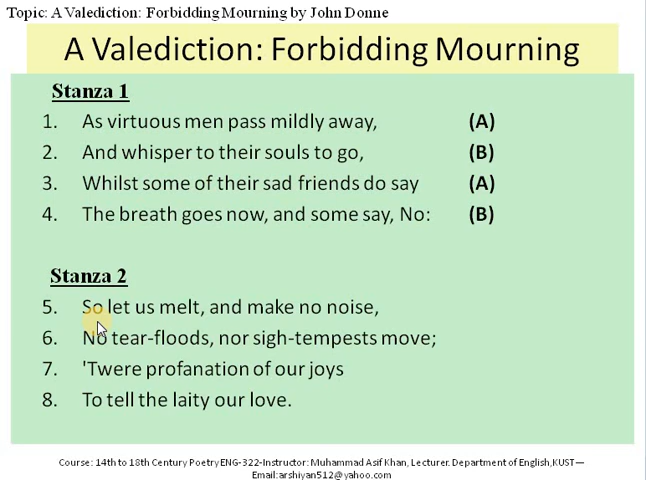 Topic: A Valediction: Forbidding Mourning by John Donne
A Valediction: Forbidding Mourning
Stanza 1
1. As virtuous men pass mildly away, (A)
2. And whisper to their souls to go, (B)
3. Whilst some of their sad friends do say (A)
4. The breath goes now, and some say, No: (B)
Stanza 2
5. So let us melt, and make no noise,
6. No tear-floods, nor sigh-tempests move;
7. 'Twere profanation of our joys
8. To tell the laity our love.
Course: 14th to 18th Century Poetry ENG-322-Instructor: Muhammad Asif Khan, Lecturer. Department of English,KUST—
Email:arshiyan512@yahoo.com